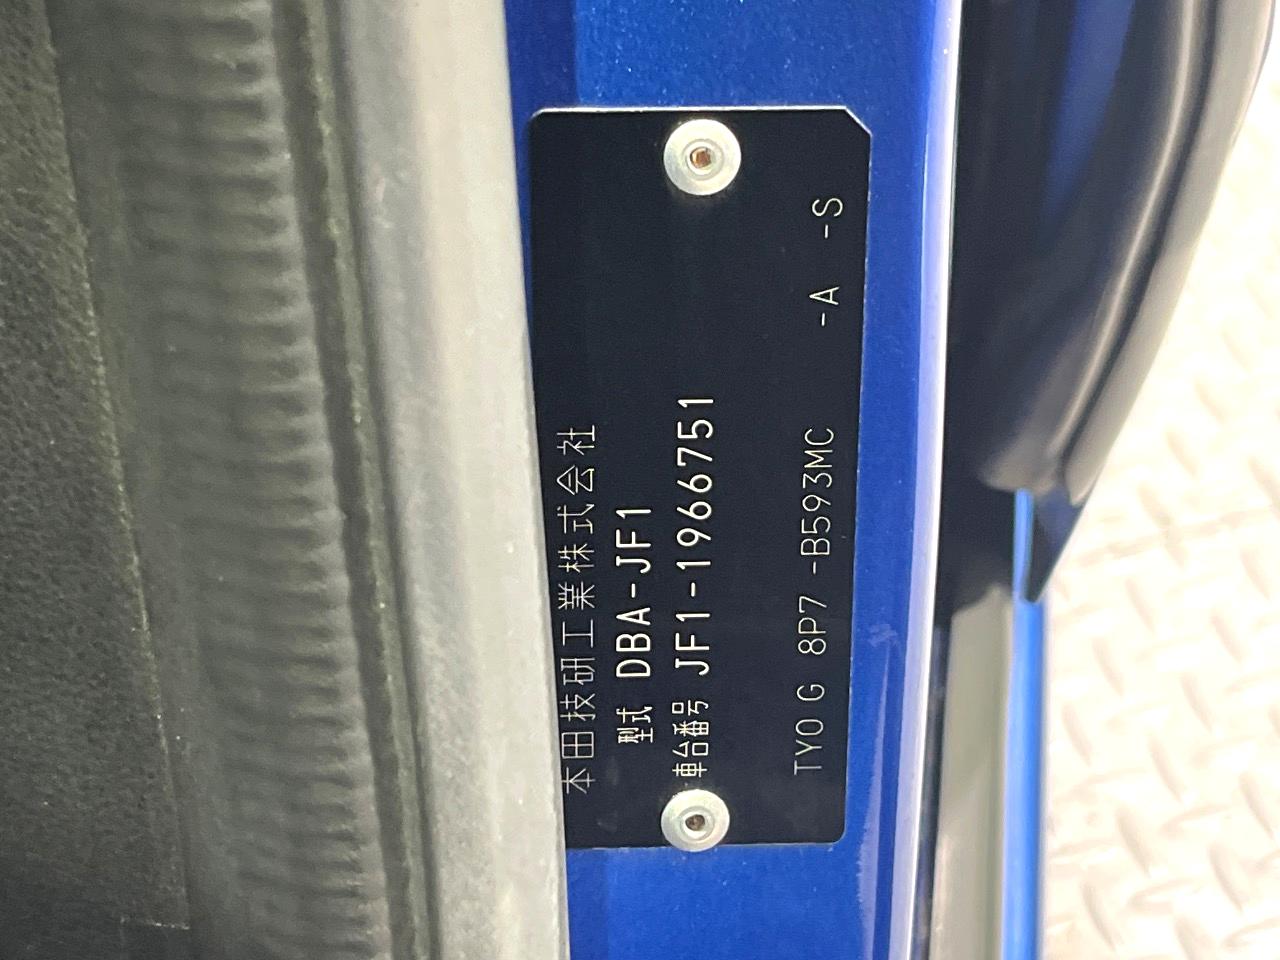 本田技研工業株式会社
型式 DBA-JF1
車台番号 JF1-1966751
TY0 G 8P7 -B593MC -A -S